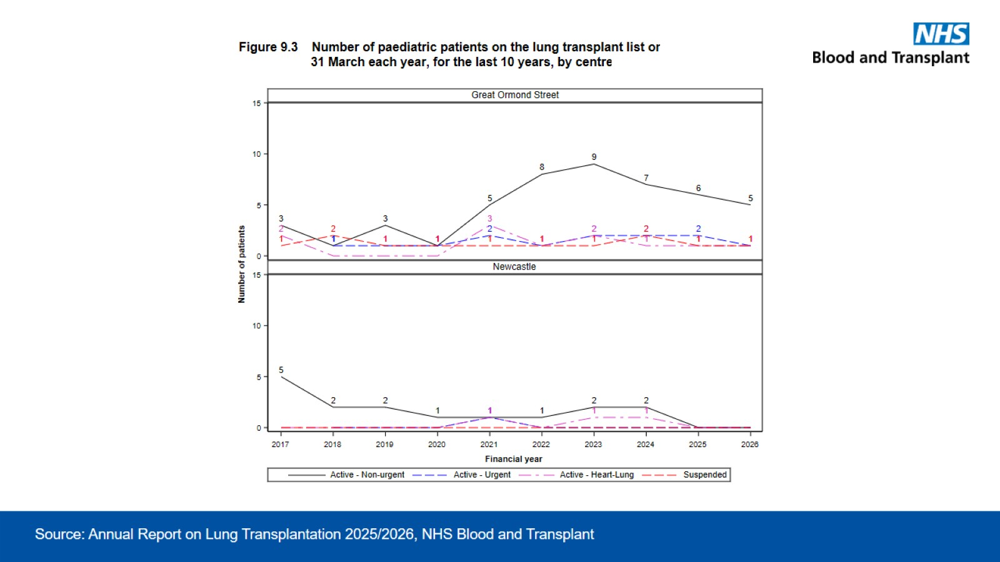 NHS
Blood and Transplant
Figure 9.3 Number of paediatric patients on the lung transplant list or
31 March each year, for the last 10 years, by centre
Great Ormond Street
15
10
5
0
3 2 1
2 1
3 1
1
5 3 2 1
8 1
9 2 1
7 2 1
6 2 1
5 1
Number of patients
Newcastle
15
10
5
0
5
2
2
1
1
1
2 1
2 1
2017 2018 2019 2020 2021 2022 2023 2024 2025 2026
Financial year
Active - Non-urgent Active - Urgent Active - Heart-Lung Suspended
Source: Annual Report on Lung Transplantation 2025/2026, NHS Blood and Transplant